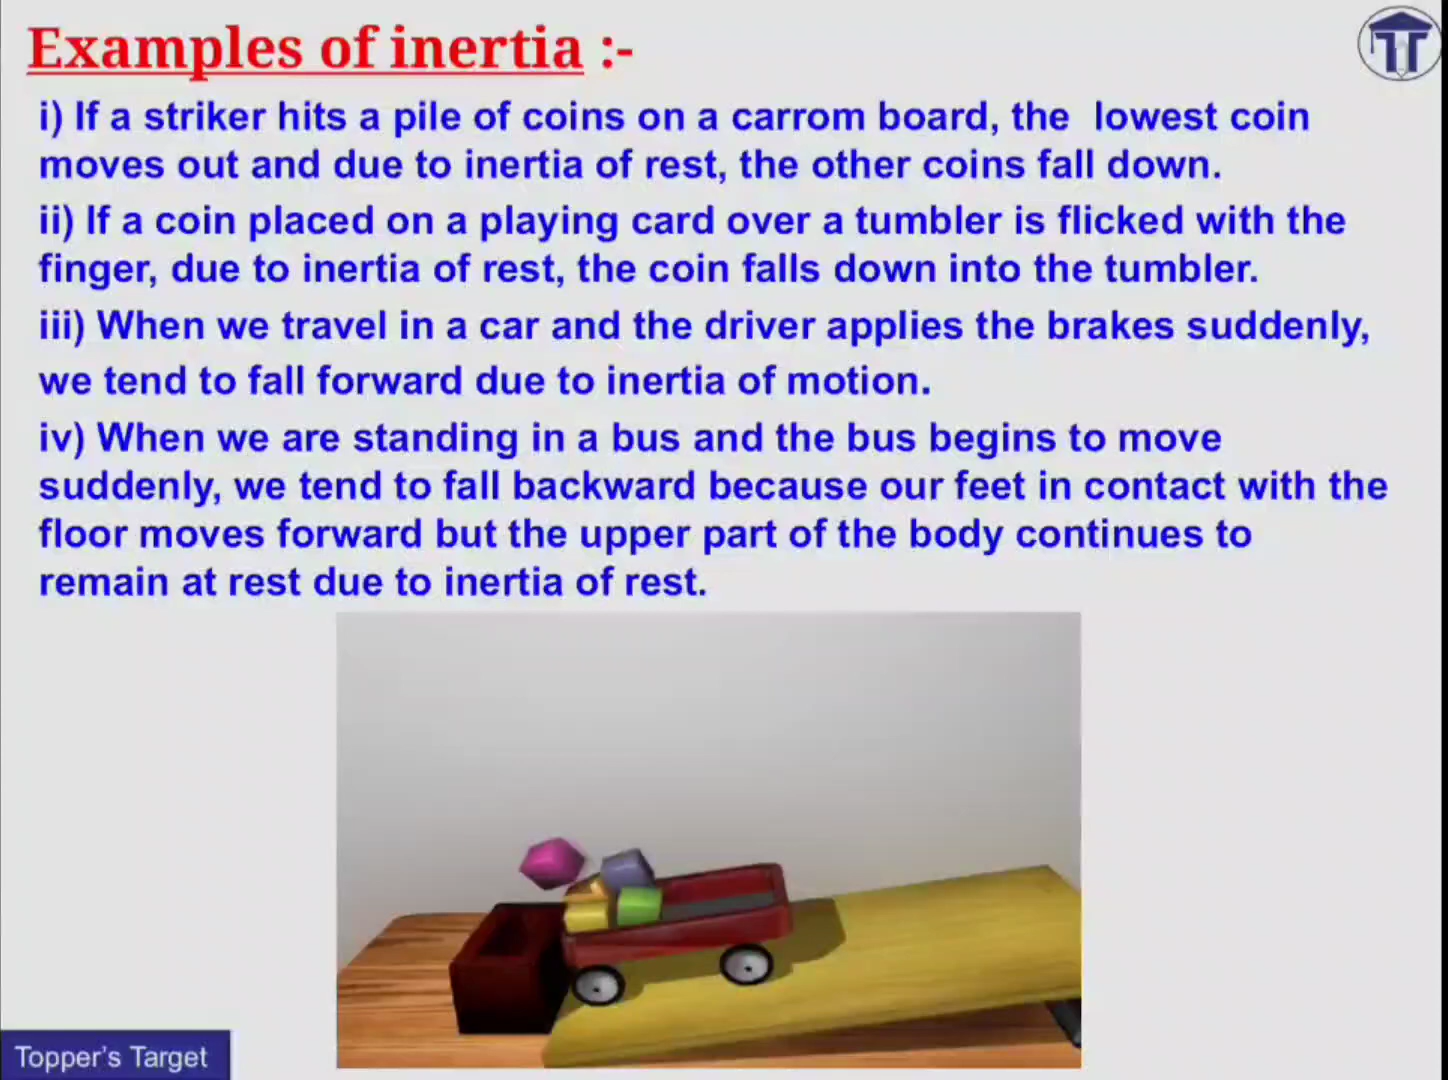 Examples of inertia :-
i) If a striker hits a pile of coins on a carrom board, the lowest coin
moves out and due to inertia of rest, the other coins fall down.
ii) If a coin placed on a playing card over a tumbler is flicked with the
finger, due to inertia of rest, the coin falls down into the tumbler.
iii) When we travel in a car and the driver applies the brakes suddenly,
we tend to fall forward due to inertia of motion.
iv) When we are standing in a bus and the bus begins to move
suddenly, we tend to fall backward because our feet in contact with the
floor moves forward but the upper part of the body continues to
remain at rest due to inertia of rest.
Topper's Target